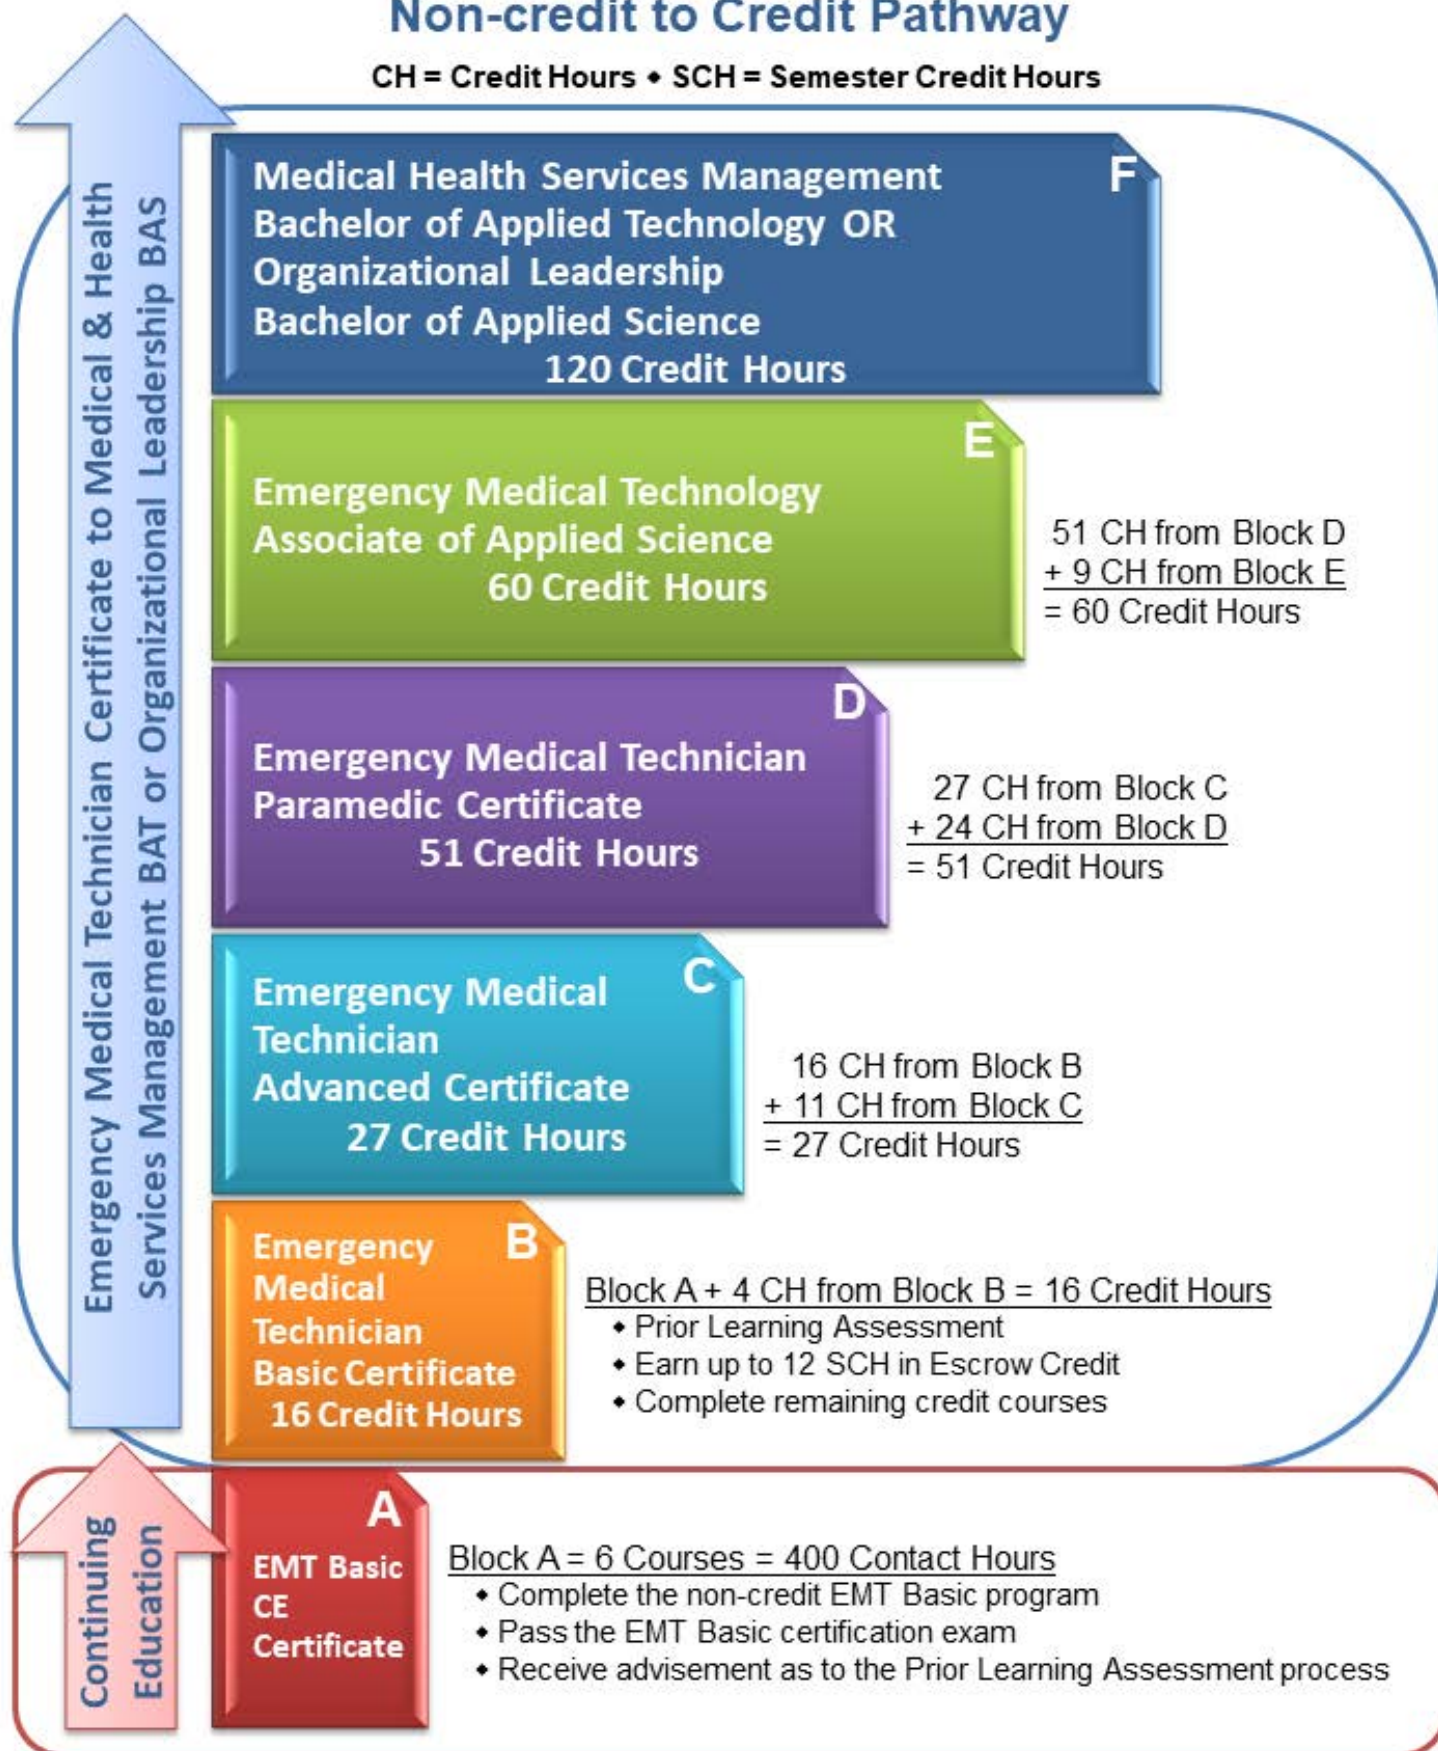 Non-credit to Credit Pathway
CH = Credit Hours • SCH = Semester Credit Hours
Emergency Medical Technician Certificate to Medical & Health
Services Management BAT or Organizational Leadership BAS
F
Medical Health Services Management
Bachelor of Applied Technology OR
Organizational Leadership
Bachelor of Applied Science
120 Credit Hours
E
Emergency Medical Technology
Associate of Applied Science
60 Credit Hours
51 CH from Block D
+ 9 CH from Block E
= 60 Credit Hours
D
Emergency Medical Technician
Paramedic Certificate
51 Credit Hours
27 CH from Block C
+ 24 CH from Block D
= 51 Credit Hours
C
Emergency Medical
Technician
Advanced Certificate
27 Credit Hours
16 CH from Block B
+ 11 CH from Block C
= 27 Credit Hours
B
Emergency
Medical
Technician
Basic Certificate
16 Credit Hours
Block A + 4 CH from Block B = 16 Credit Hours
• Prior Learning Assessment
• Earn up to 12 SCH in Escrow Credit
• Complete remaining credit courses
Continuing
Education
A
EMT Basic
CE
Certificate
Block A = 6 Courses = 400 Contact Hours
• Complete the non-credit EMT Basic program
• Pass the EMT Basic certification exam
• Receive advisement as to the Prior Learning Assessment process